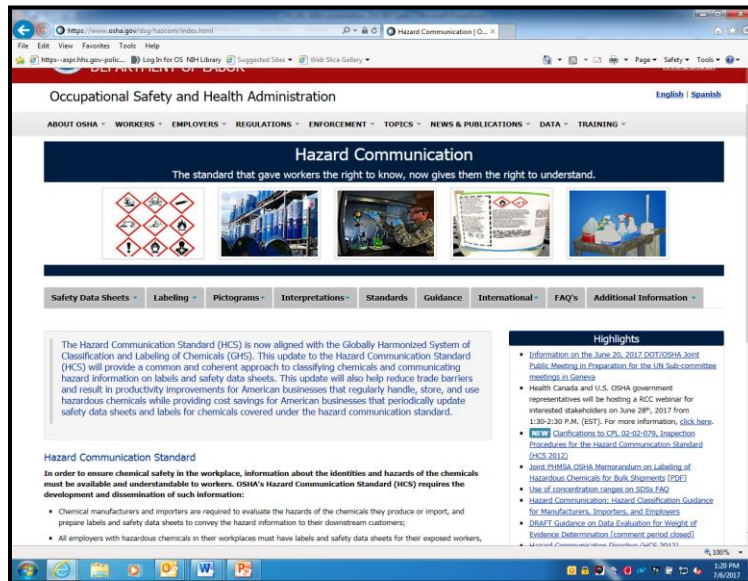 https://www.osha.gov/dsg/hazcom/index.html
Hazard Communication | O...
File Edit View Favorites Tools Help
https--aspr.hhs.gov-polic... Log In for OS NIH Library Suggested Sites Web Slice Gallery
Page Safety Tools
DEPARTMENT OF LABOR
Occupational Safety and Health Administration
English | Spanish
ABOUT OSHA WORKERS EMPLOYERS REGULATIONS ENFORCEMENT TOPICS NEWS & PUBLICATIONS DATA TRAINING
Hazard Communication
The standard that gave workers the right to know, now gives them the right to understand.
Safety Data Sheets Labeling Pictograms Interpretations Standards Guidance International FAQ's Additional Information
The Hazard Communication Standard (HCS) is now aligned with the Globally Harmonized System of
Classification and Labeling of Chemicals (GHS). This update to the Hazard Communication Standard
(HCS) will provide a common and coherent approach to classifying chemicals and communicating
hazard information on labels and safety data sheets. This update will also help reduce trade barriers
and result in productivity improvements for American businesses that regularly handle, store, and use
hazardous chemicals while providing cost savings for American businesses that periodically update
safety data sheets and labels for chemicals covered under the hazard communication standard.
Hazard Communication Standard
In order to ensure chemical safety in the workplace, information about the identities and hazards of the chemicals
must be available and understandable to workers. OSHA's Hazard Communication Standard (HCS) requires the
development and dissemination of such information:
• Chemical manufacturers and importers are required to evaluate the hazards of the chemicals they produce or import, and
prepare labels and safety data sheets to convey the hazard information to their downstream customers;
• All employers with hazardous chemicals in their workplaces must have labels and safety data sheets for their exposed workers,
Highlights
• Information on the June 20, 2017 DOT/OSHA Joint
Public Meeting in Preparation for the UN Sub-committee
meetings in Geneva
• Health Canada and U.S. OSHA government
representatives will be hosting a RCC webinar for
interested stakeholders on June 28th, 2017 from
1:30-2:30 P.M. (EST). For more information, click here.
• NEW Clarifications to CPL 02-02-079, Inspection
Procedures for the Hazard Communication Standard
(HCS 2012)
• Joint PHMSA OSHA Memorandum on Labeling of
Hazardous Chemicals for Bulk Shipments [PDF]
• Use of concentration ranges on SDSs FAQ
• Hazard Communication: Hazard Classification Guidance
for Manufacturers, Importers, and Employers
• DRAFT Guidance on Data Evaluation for Weight of
Evidence Determination [comment period closed]
• Hazard Communication Directive (HCS 2012)
100%
1:20 PM
7/6/2017